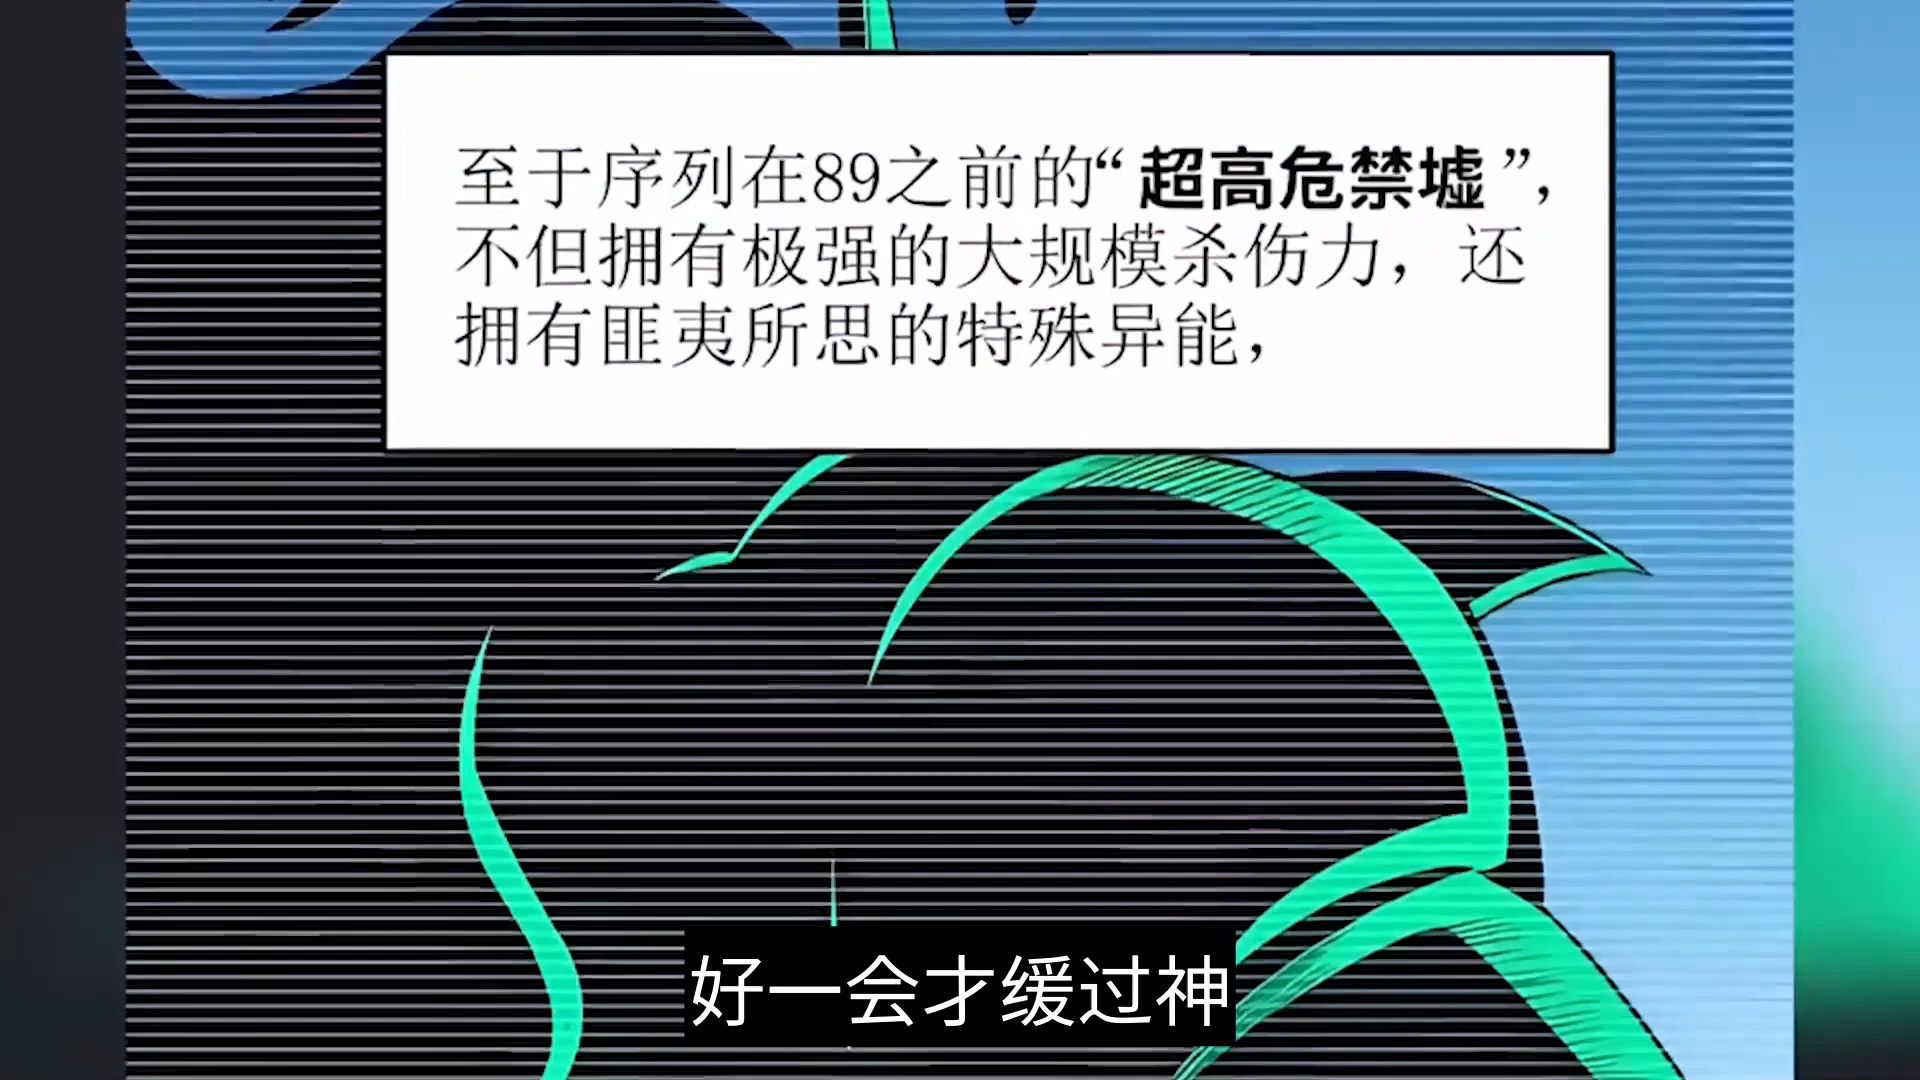 至于序列在89之前的“超高危禁墟”，
不但拥有极强的大规模杀伤力，还
拥有匪夷所思的特殊异能，
好一会才缓过神